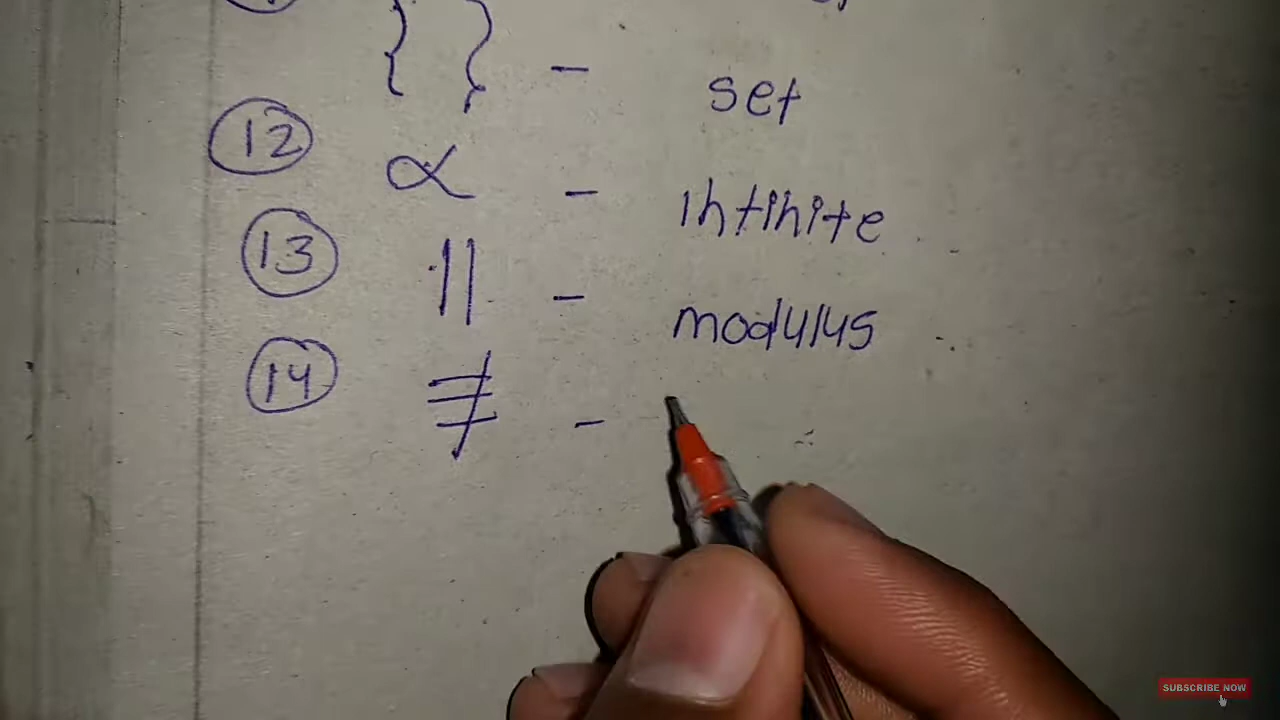 { } - set
12 ∝ - infinite
13 || - modulus
14 ≢ -
SUBSCRIBE NOW